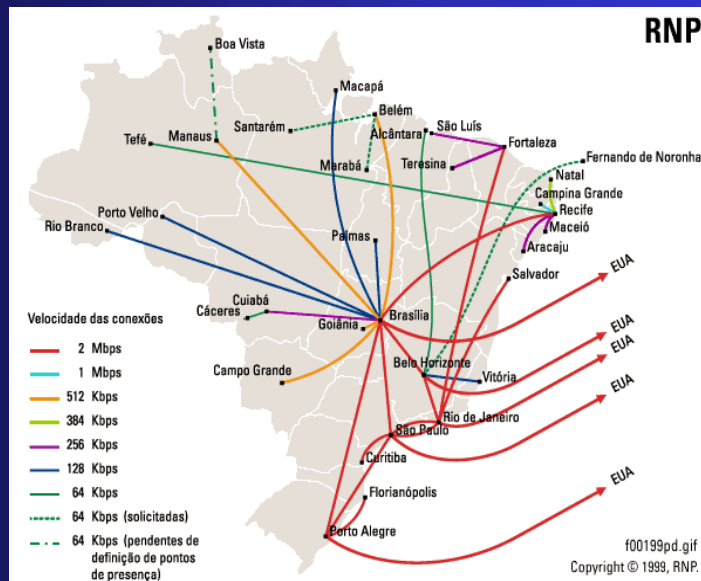 RNP
Boa Vista
Macapá
Belém
Santarém
Alcântara
São Luís
Manaus
Tefé
Fortaleza
Marabá
Teresina
Fernando de Noronha
Natal
Campina Grande
Recife
Maceió
Aracaju
Porto Velho
Rio Branco
Palmas
Salvador
EUA
Brasília
Cuiabá
Cáceres
Goiânia
EUA
EUA
Belo Horizonte
Vitória
Campo Grande
EUA
Rio de Janeiro
São Paulo
Curitiba
Florianópolis
EUA
Porto Alegre
Velocidade das conexões
2 Mbps
1 Mbps
512 Kbps
384 Kbps
256 Kbps
128 Kbps
64 Kbps
64 Kbps (solicitadas)
64 Kbps (pendentes de
definição de pontos
de presença)
f00199pd.gif
Copyright © 1999, RNP.